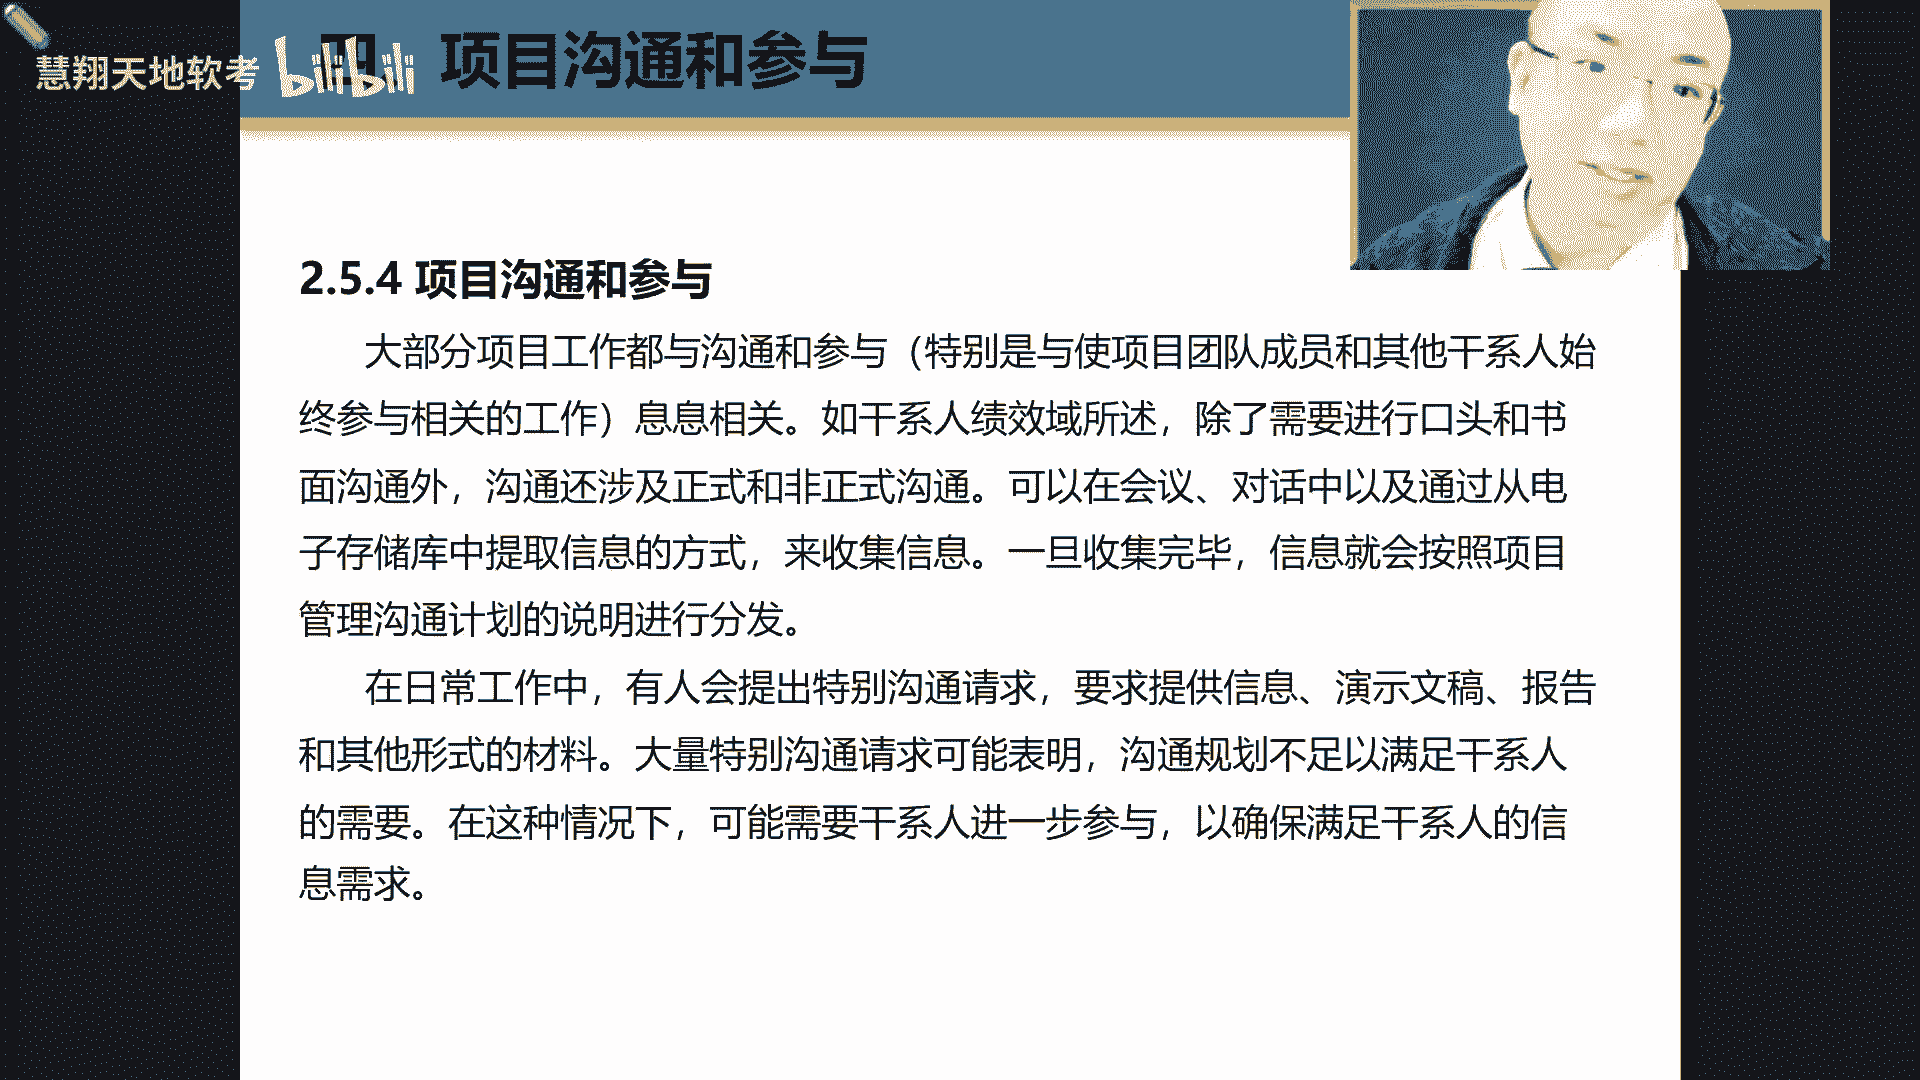 慧翔天地软考 bilibili
四、项目沟通和参与
2.5.4 项目沟通和参与
大部分项目工作都与沟通和参与（特别是与使项目团队成员和其他干系人始
终参与相关的工作）息息相关。如干系人绩效域所述，除了需要进行口头和书
面沟通外，沟通还涉及正式和非正式沟通。可以在会议、对话中以及通过从电
子存储库中提取信息的方式，来收集信息。一旦收集完毕，信息就会按照项目
管理沟通计划的说明进行分发。
在日常工作中，有人会提出特别沟通请求，要求提供信息、演示文稿、报告
和其他形式的材料。大量特别沟通请求可能表明，沟通规划不足以满足干系人
的需要。在这种情况下，可能需要干系人进一步参与，以确保满足干系人的信
息需求。